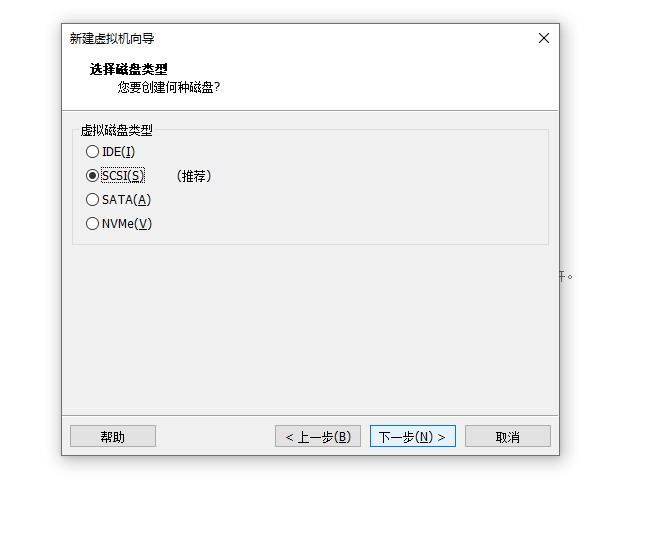 新建虚拟机向导
选择磁盘类型
您要创建何种磁盘?
虚拟磁盘类型
IDE(I)
SCSI(S) （推荐）
SATA(A)
NVMe(V)
。
帮助 < 上一步(B) 下一步(N) > 取消